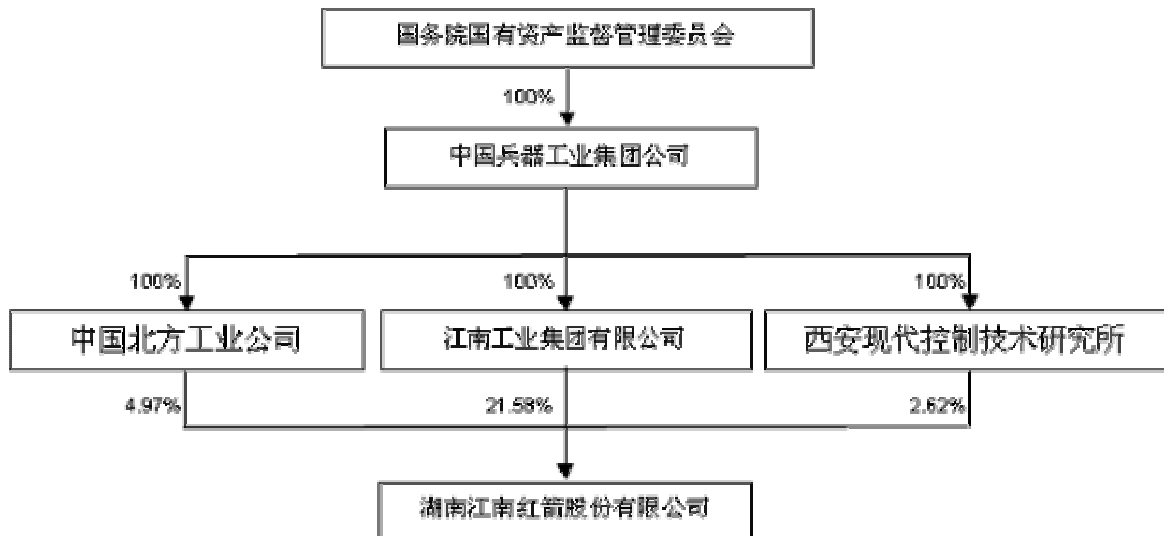 国务院国有资产监督管理委员会
100%
中国兵器工业集团公司
100%
100%
100%
中国北方工业公司
江南工业集团有限公司
西安现代控制技术研究所
4.97%
21.58%
2.62%
湖南江南红箭股份有限公司